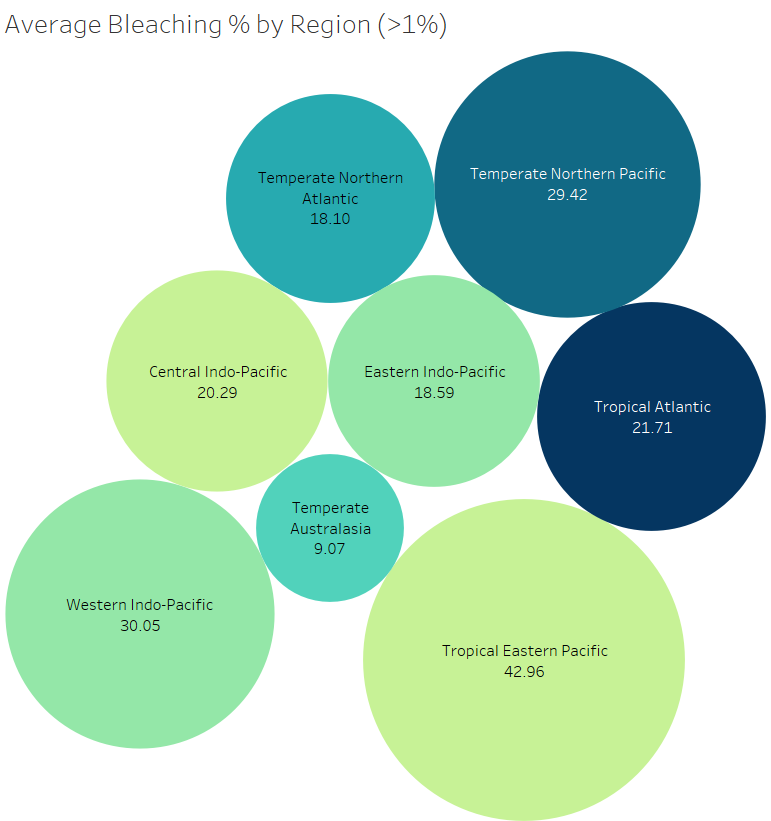 Average Bleaching % by Region (>1%)
Temperate Northern
Atlantic
18.10
Temperate Northern Pacific
29.42
Central Indo-Pacific
20.29
Eastern Indo-Pacific
18.59
Tropical Atlantic
21.71
Temperate
Australasia
9.07
Western Indo-Pacific
30.05
Tropical Eastern Pacific
42.96